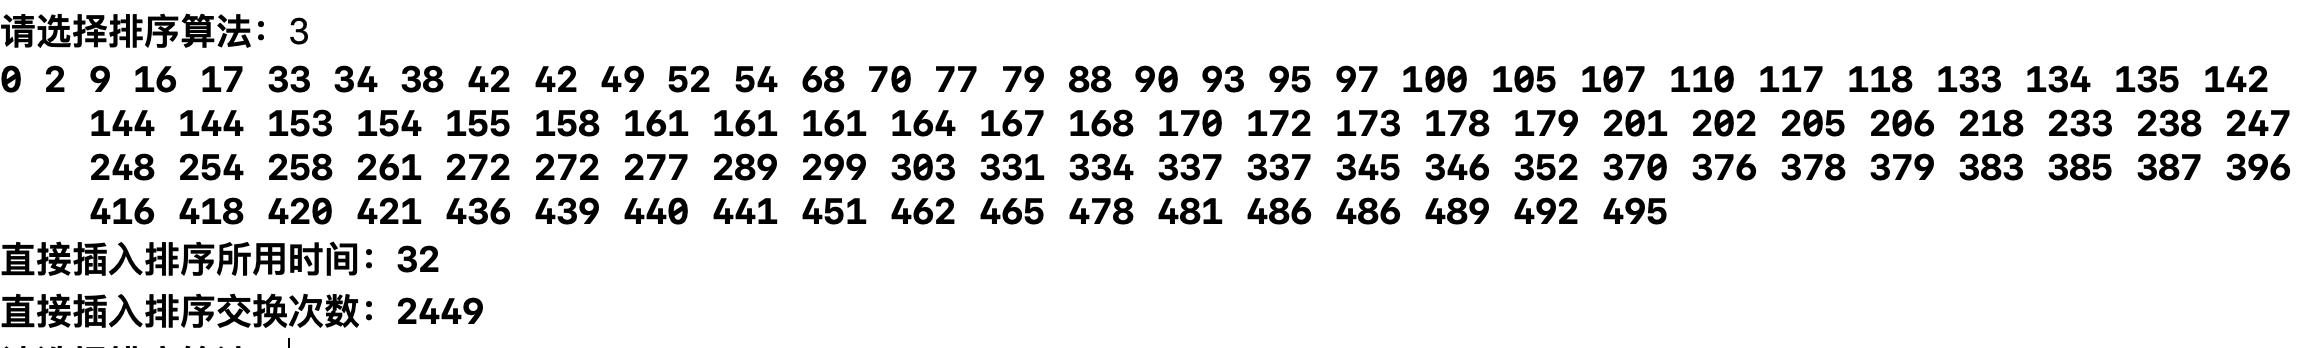 请选择排序算法：3
0 2 9 16 17 33 34 38 42 42 49 52 54 68 70 77 79 88 90 93 95 97 100 105 107 110 117 118 133 134 135 142
144 144 153 154 155 158 161 161 161 164 167 168 170 172 173 178 179 201 202 205 206 218 233 238 247
248 254 258 261 272 272 277 289 299 303 331 334 337 337 345 346 352 370 376 378 379 383 385 387 396
416 418 420 421 436 439 440 441 451 462 465 478 481 486 486 489 492 495
直接插入排序所用时间：32
直接插入排序交换次数：2449